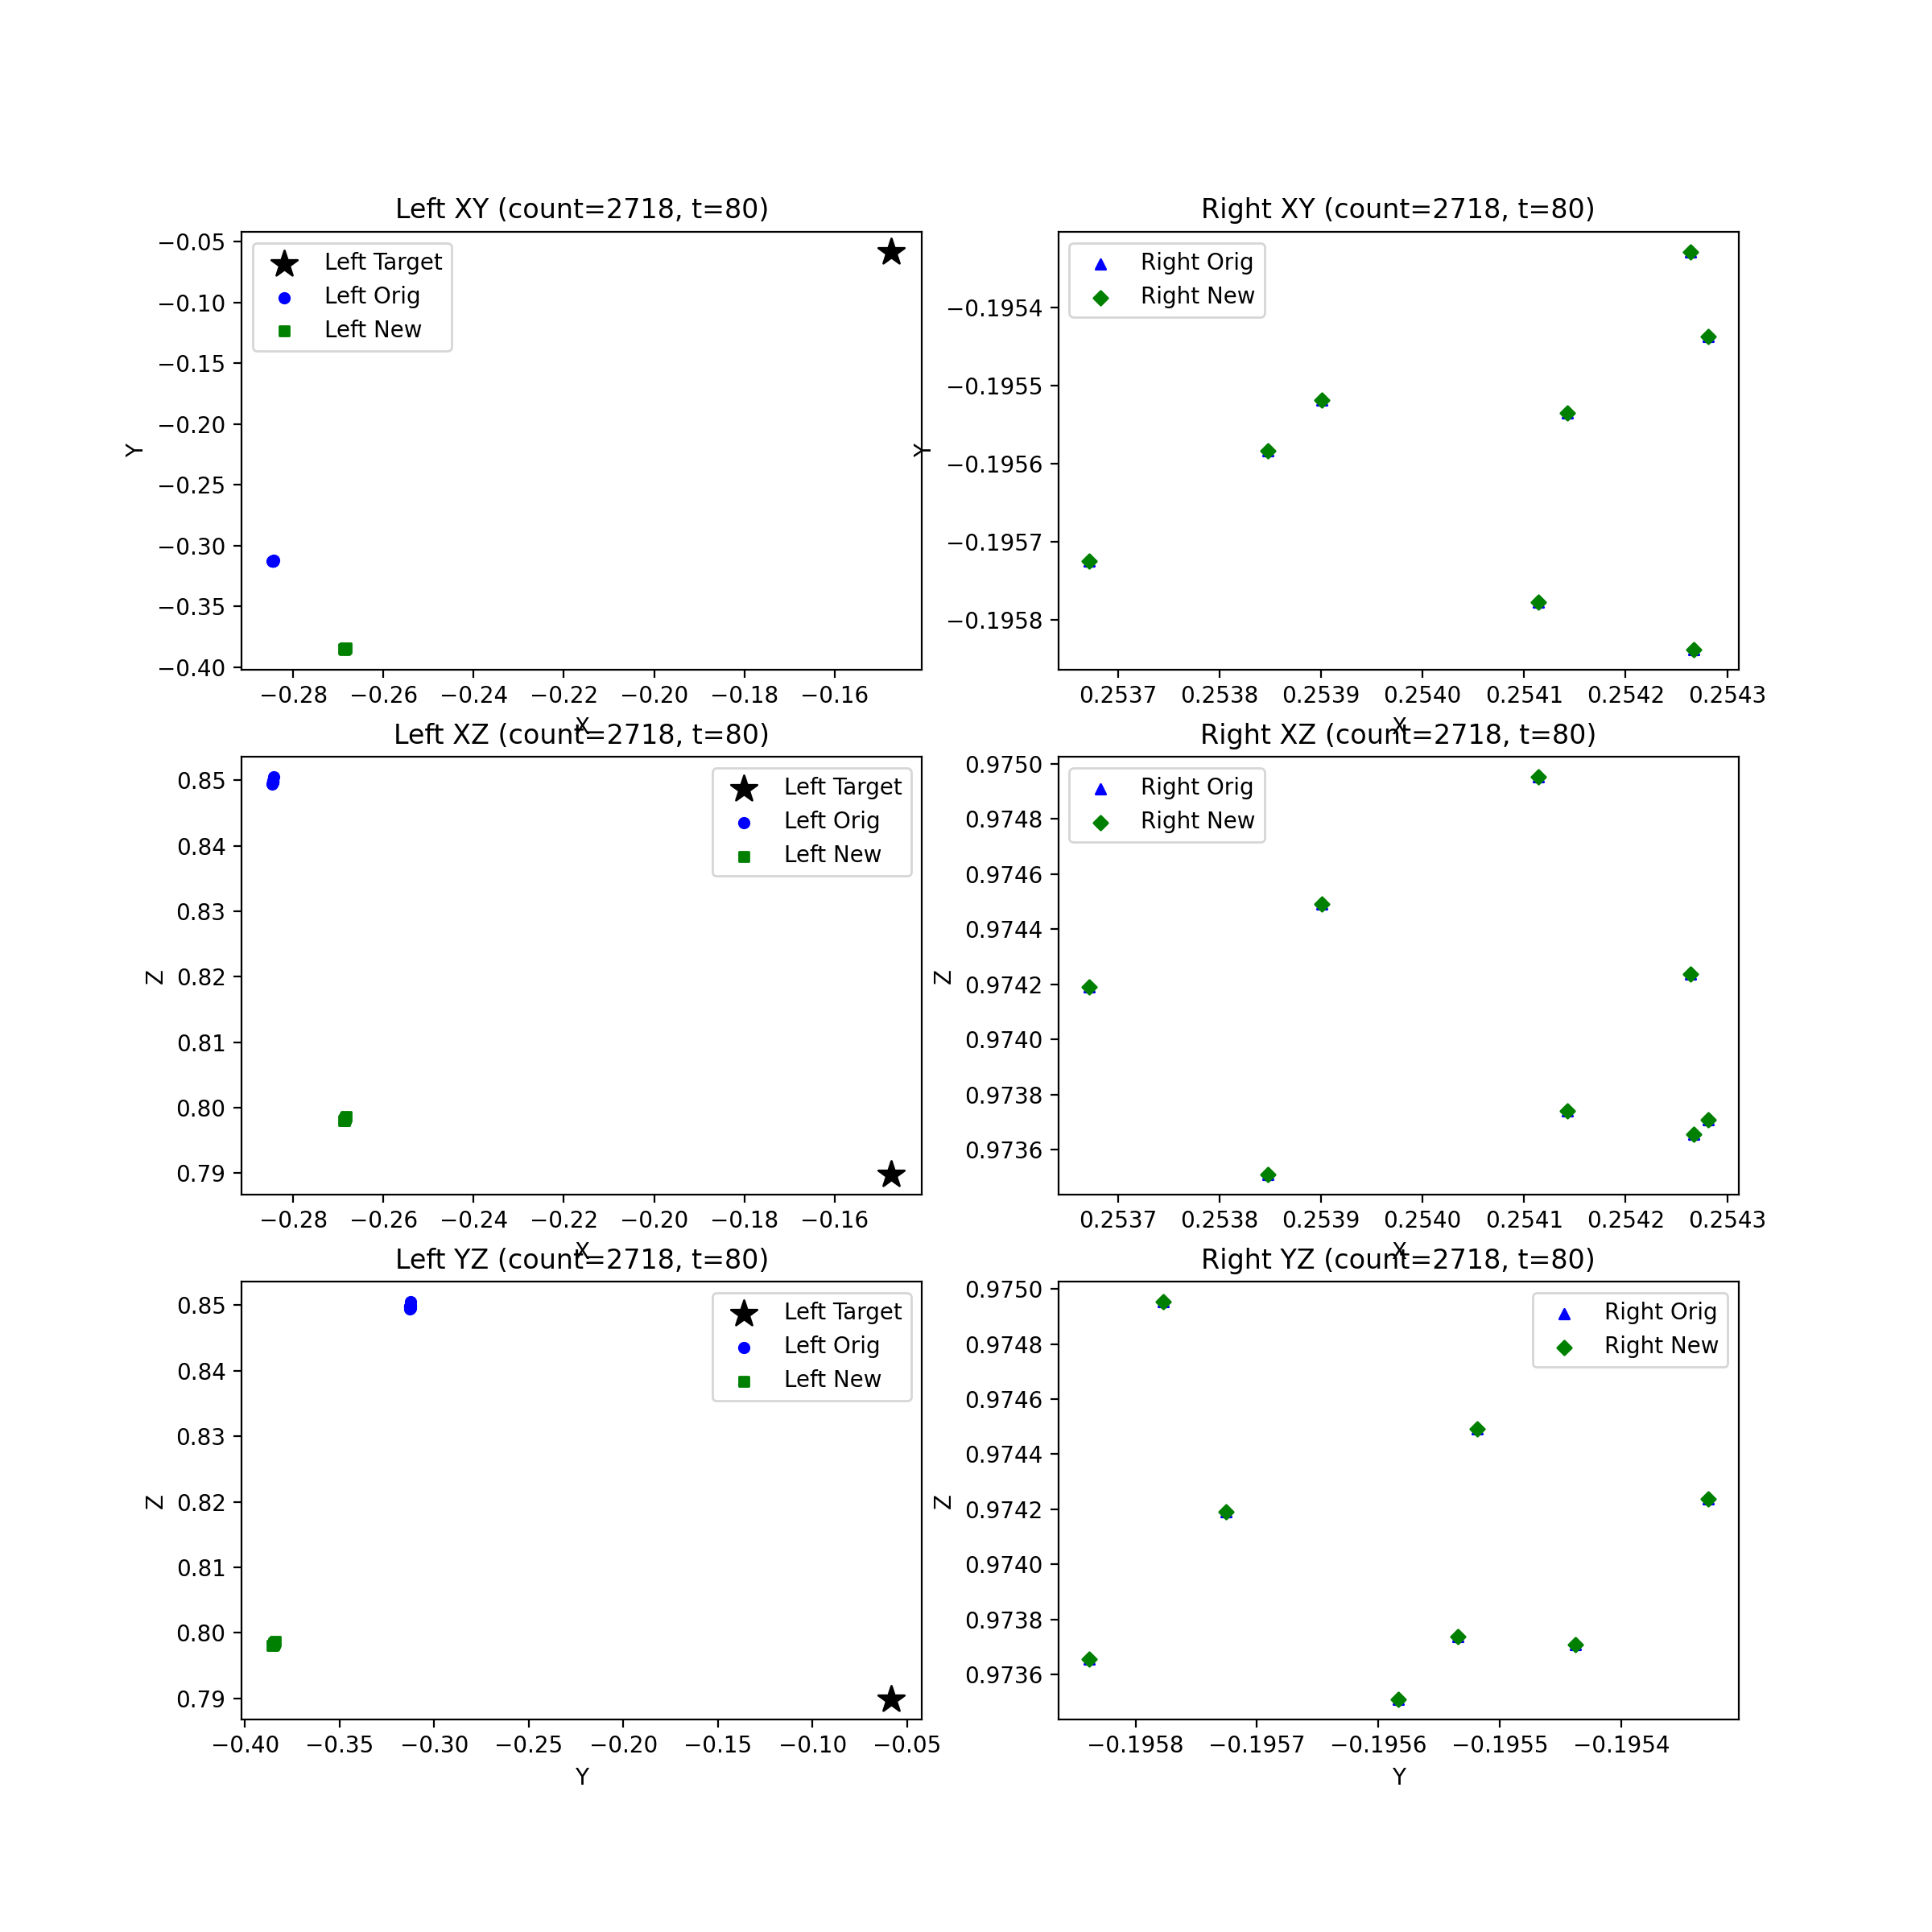 Left XY (count=2718, t=80)
−0.05
−0.10
−0.15
−0.20
−0.25
−0.30
−0.35
−0.40
Y
Left Target
Left Orig
Left New
−0.28
−0.26
−0.24
−0.22
−0.20
−0.18
−0.16
X
Right XY (count=2718, t=80)
−0.1954
−0.1955
−0.1956
−0.1957
−0.1958
Y
Right Orig
Right New
0.2537
0.2538
0.2539
0.2540
0.2541
0.2542
0.2543
X
Left XZ (count=2718, t=80)
0.85
0.84
0.83
0.82
0.81
0.80
0.79
Z
Left Target
Left Orig
Left New
−0.28
−0.26
−0.24
−0.22
−0.20
−0.18
−0.16
X
Right XZ (count=2718, t=80)
0.9750
0.9748
0.9746
0.9744
0.9742
0.9740
0.9738
0.9736
Z
Right Orig
Right New
0.2537
0.2538
0.2539
0.2540
0.2541
0.2542
0.2543
X
Left YZ (count=2718, t=80)
0.85
0.84
0.83
0.82
0.81
0.80
0.79
Z
Left Target
Left Orig
Left New
−0.40
−0.35
−0.30
−0.25
−0.20
−0.15
−0.10
−0.05
Y
Right YZ (count=2718, t=80)
0.9750
0.9748
0.9746
0.9744
0.9742
0.9740
0.9738
0.9736
Z
Right Orig
Right New
−0.1958
−0.1957
−0.1956
−0.1955
−0.1954
Y